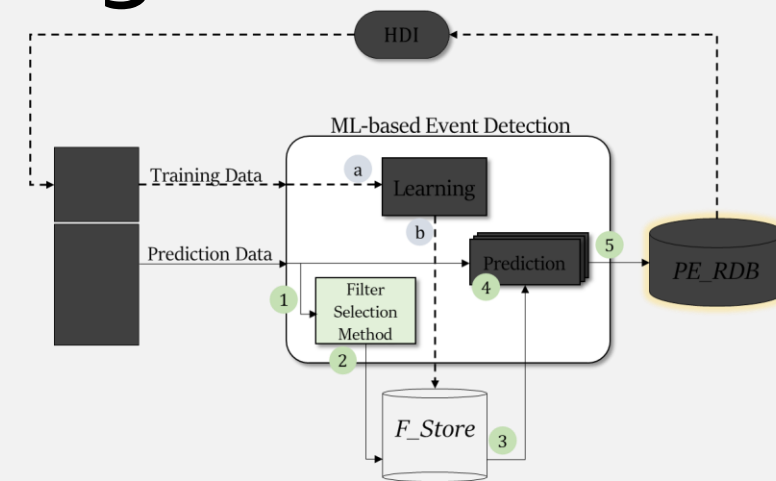 HDI
ML-based Event Detection
Training Data
a
Learning
b
Prediction Data
Prediction
5
PE_RDB
4
1
Filter
Selection
Method
2
F_Store
3